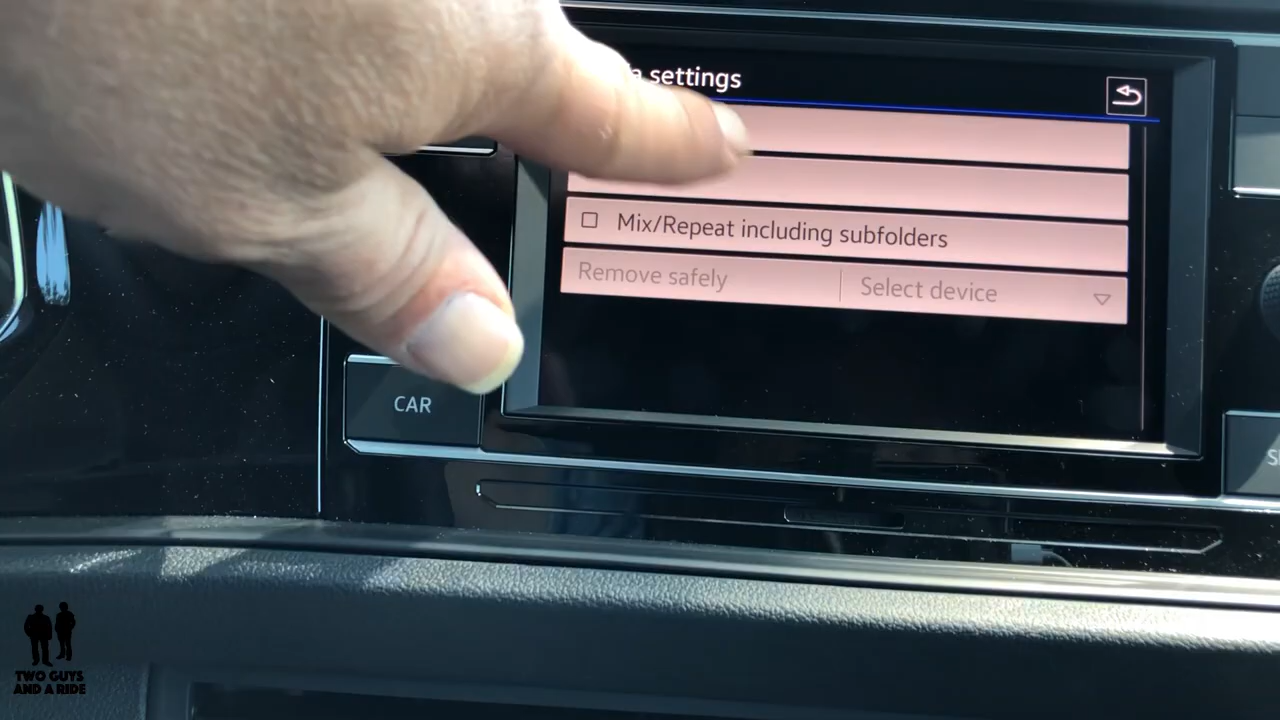 settings
Mix/Repeat including subfolders
Remove safely
Select device
CAR
TWO GUYS
AND A RIDE